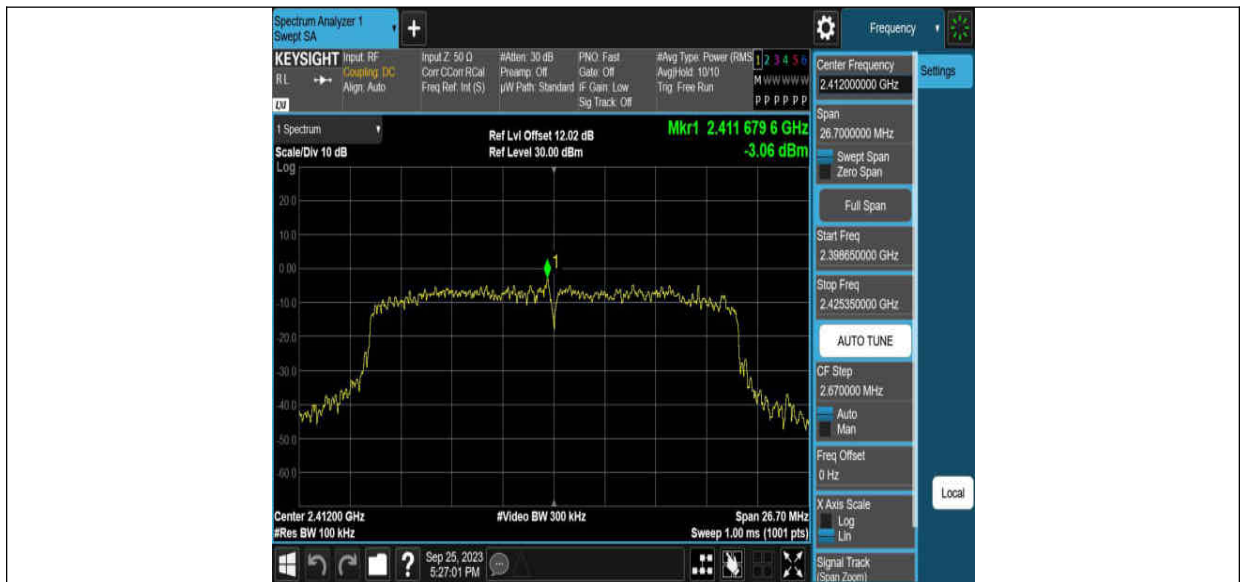 Spectrum Analyzer 1
Swept SA
+
Frequency
KEYSIGHT
RL
LXI
Input: RF
Coupling: DC
Align: Auto
Input Z: 50 Ω
Corr CCorr RCal
Freq Ref: Int (S)
#Atten: 30 dB
Preamp: Off
µW Path: Standard
PNO: Fast
Gate: Off
IF Gain: Low
Sig Track: Off
#Avg Type: Power (RMS
Avg|Hold: 10/10
Trig: Free Run
1 2 3 4 5 6
M W W W W W
P P P P P P
1 Spectrum
Scale/Div 10 dB
Log
Ref Lvl Offset 12.02 dB
Ref Level 30.00 dBm
Mkr1 2.411 679 6 GHz
-3.06 dBm
20.0
10.0
0.00
-10.0
-20.0
-30.0
-40.0
-50.0
-60.0
1
Center 2.41200 GHz
#Res BW 100 kHz
#Video BW 300 kHz
Span 26.70 MHz
Sweep 1.00 ms (1001 pts)
Center Frequency
2.412000000 GHz
Settings
Span
26.7000000 MHz
Swept Span
Zero Span
Full Span
Start Freq
2.398650000 GHz
Stop Freq
2.425350000 GHz
AUTO TUNE
CF Step
2.670000 MHz
Auto
Man
Freq Offset
0 Hz
X Axis Scale
Log
Lin
Local
Signal Track
(Span Zoom)
?
Sep 25, 2023
5:27:01 PM